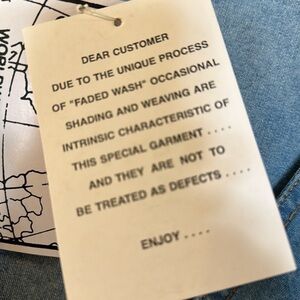 DEAR CUSTOMER
DUE TO THE UNIQUE PROCESS
OF "FADED WASH" OCCASIONAL
SHADING AND WEAVING ARE
INTRINSIC CHARACTERISTIC OF
THIS SPECIAL GARMENT . . . .
AND THEY ARE NOT TO
BE TREATED AS DEFECTS . . . .
ENJOY . . . .